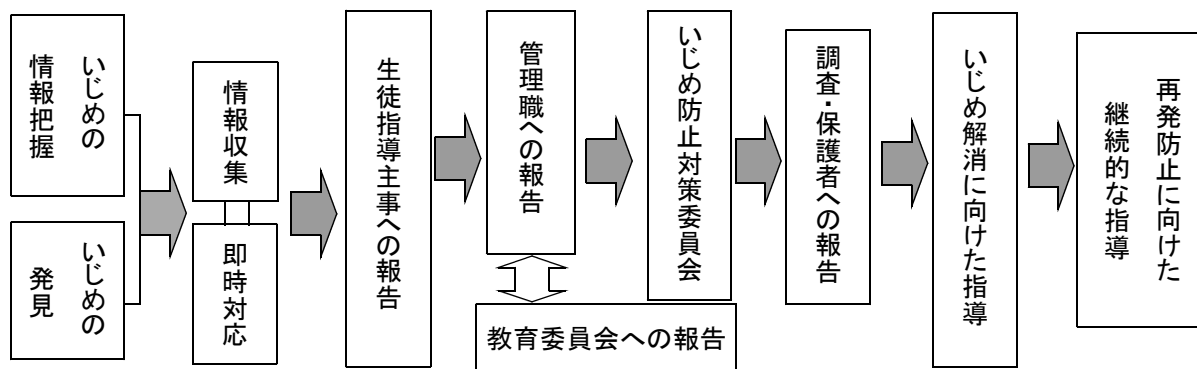 いじめの
情報把握
いじめの
発見
情報収集
即時対応
生徒指導主事への報告
管理職への報告
教育委員会への報告
いじめ防止対策委員会
調査・保護者への報告
いじめ解消に向けた指導
再発防止に向けた
継続的な指導